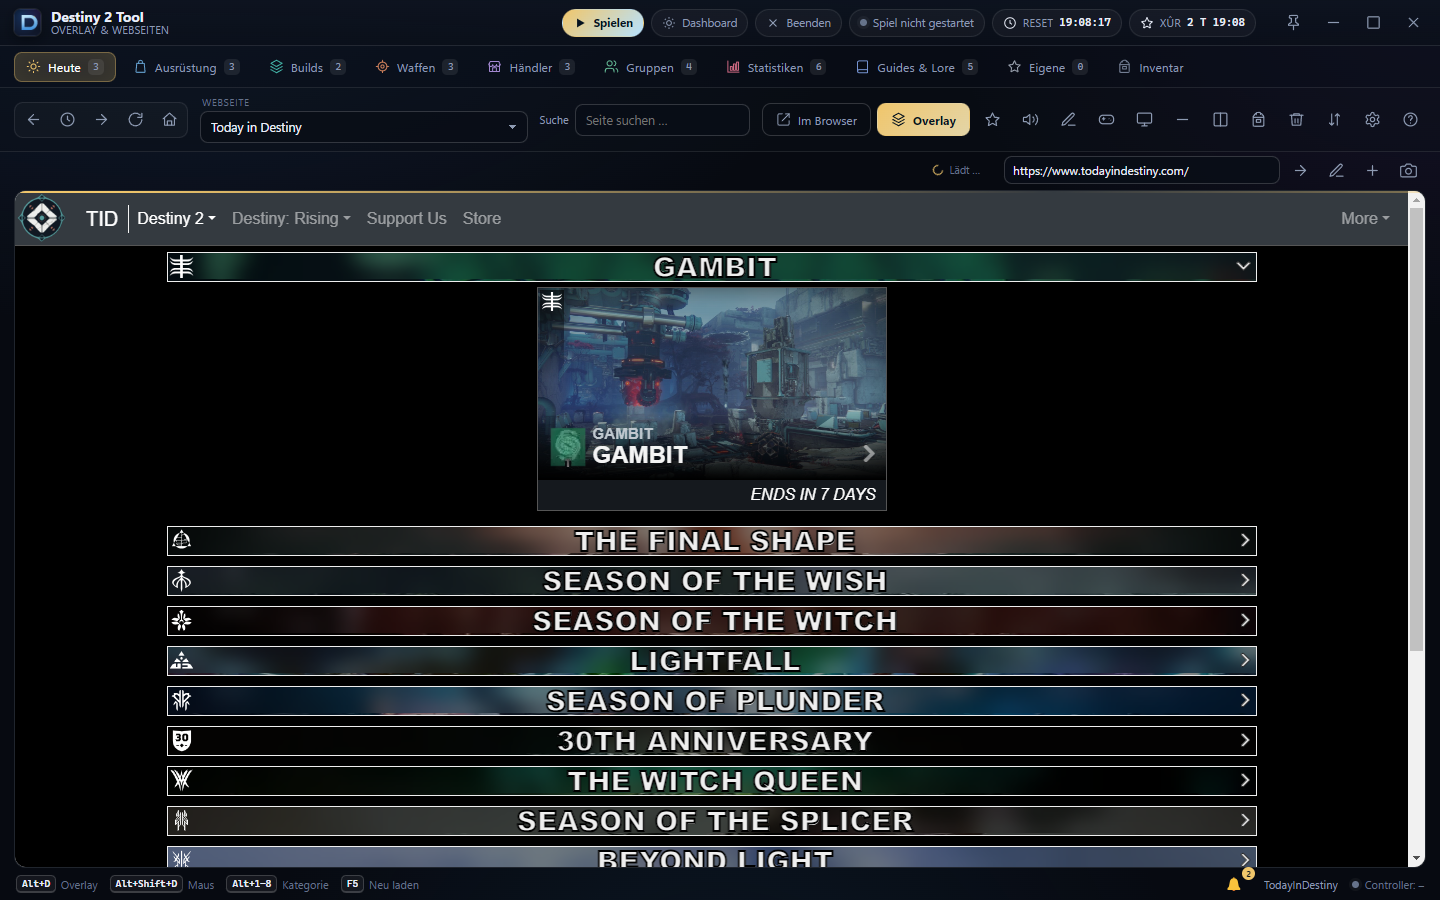 Destiny 2 Tool
OVERLAY & WEBSEITEN
Spielen
Dashboard
Beenden
Spiel nicht gestartet
RESET 19:08:17
XÛR 2 T 19:08
Heute 3
Ausrüstung 3
Builds 2
Waffen 3
Händler 3
Gruppen 4
Statistiken 6
Guides & Lore 5
Eigene 0
Inventar
WEBSEITE
Today in Destiny
Suche
Seite suchen ...
Im Browser
Overlay
Lädt ...
https://www.todayindestiny.com/
TID
Destiny 2
Destiny: Rising
Support Us
Store
More
GAMBIT
GAMBIT
GAMBIT
ENDS IN 7 DAYS
THE FINAL SHAPE
SEASON OF THE WISH
SEASON OF THE WITCH
LIGHTFALL
SEASON OF PLUNDER
30
30TH ANNIVERSARY
THE WITCH QUEEN
SEASON OF THE SPLICER
BEYOND LIGHT
Alt+D Overlay
Alt+Shift+D Maus
Alt+1–8 Kategorie
F5 Neu laden
2
TodayInDestiny
Controller: –